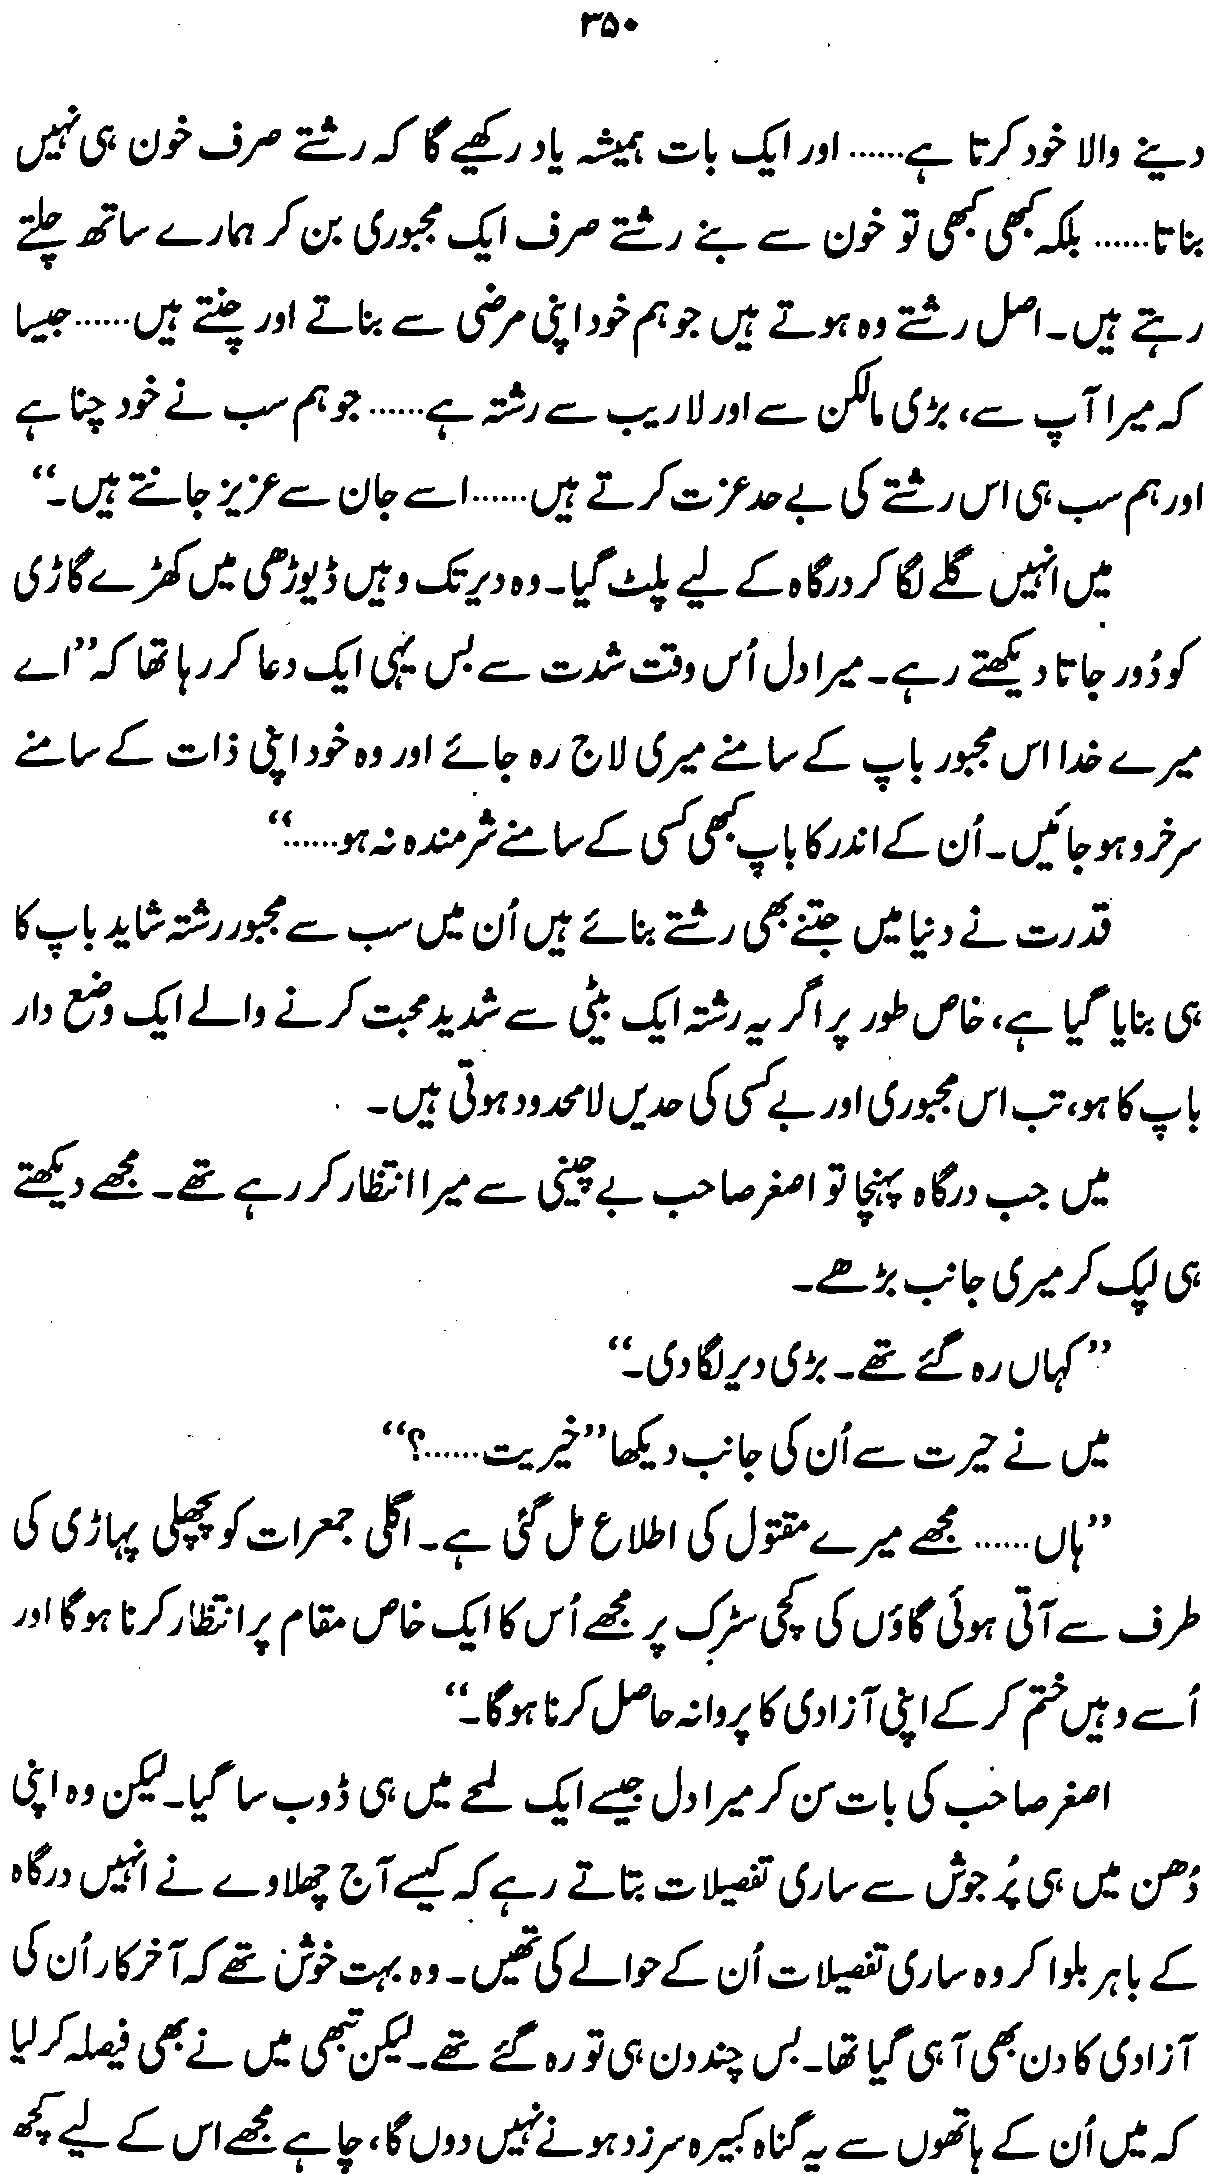 ۳۵۰
دینے والا خود کرتا ہے...... اور ایک بات ہمیشہ یاد رکھیے گا کہ رشتے صرف خون ہی نہیں
بناتا...... بلکہ کبھی کبھی تو خون سے بنے رشتے صرف ایک مجبوری بن کر ہمارے ساتھ چلتے
رہتے ہیں۔ اصل رشتے وہ ہوتے ہیں جو ہم خود اپنی مرضی سے بناتے اور چنتے ہیں...... جیسا
کہ میرا آپ سے، بڑی مالکن سے اور لاریب سے رشتہ ہے...... جو ہم سب نے خود چنا ہے
اور ہم سب ہی اس رشتے کی بے حد عزت کرتے ہیں...... اسے جان سے عزیز جانتے ہیں۔“
میں انہیں گلے لگا کر درگاہ کے لیے پلٹ گیا۔ وہ دیر تک وہیں ڈیوڑھی میں کھڑے گاڑی
کو دُور جاتا دیکھتے رہے۔ میرا دل اُس وقت شدت سے بس یہی ایک دعا کر رہا تھا کہ ”اے
میرے خدا اس مجبور باپ کے سامنے میری لاج رہ جائے اور وہ خود اپنی ذات کے سامنے
سرخرو ہو جائیں۔ اُن کے اندر کا باپ کبھی کسی کے سامنے شرمندہ نہ ہو......“
قدرت نے دنیا میں جتنے بھی رشتے بنائے ہیں اُن میں سب سے مجبور رشتہ شاید باپ کا
ہی بنایا گیا ہے، خاص طور پر اگر یہ رشتہ ایک بیٹی سے شدید محبت کرنے والے ایک وضع دار
باپ کا ہو، تب اس مجبوری اور بے کسی کی حدیں لامحدود ہوتی ہیں۔
میں جب درگاہ پہنچا تو اصغر صاحب بے چینی سے میرا انتظار کر رہے تھے۔ مجھے دیکھتے
ہی لپک کر میری جانب بڑھے۔
”کہاں رہ گئے تھے۔ بڑی دیر لگا دی۔“
میں نے حیرت سے اُن کی جانب دیکھا ”خیریت......؟“
”ہاں...... مجھے میرے مقتول کی اطلاع مل گئی ہے۔ اگلی جمعرات کو پچھلی پہاڑی کی
طرف سے آتی ہوئی گاؤں کی کچی سڑک پر مجھے اُس کا ایک خاص مقام پر انتظار کرنا ہوگا اور
اُسے وہیں ختم کر کے اپنی آزادی کا پروانہ حاصل کرنا ہوگا۔“
اصغر صاحب کی بات سن کر میرا دل جیسے ایک لمحے میں ہی ڈوب سا گیا۔ لیکن وہ اپنی
دُھن میں ہی پُرجوش سے ساری تفصیلات بتاتے رہے کہ کیسے آج چھلاوے نے انہیں درگاہ
کے باہر بلوا کر وہ ساری تفصیلات اُن کے حوالے کی تھیں۔ وہ بہت خوش تھے کہ آخر کار اُن کی
آزادی کا دن بھی آ ہی گیا تھا۔ بس چند دن ہی تو رہ گئے تھے۔ لیکن تبھی میں نے بھی فیصلہ کر لیا
کہ میں اُن کے ہاتھوں سے یہ گناہ کبیرہ سرزد ہونے نہیں دوں گا، چاہے مجھے اس کے لیے کچھ